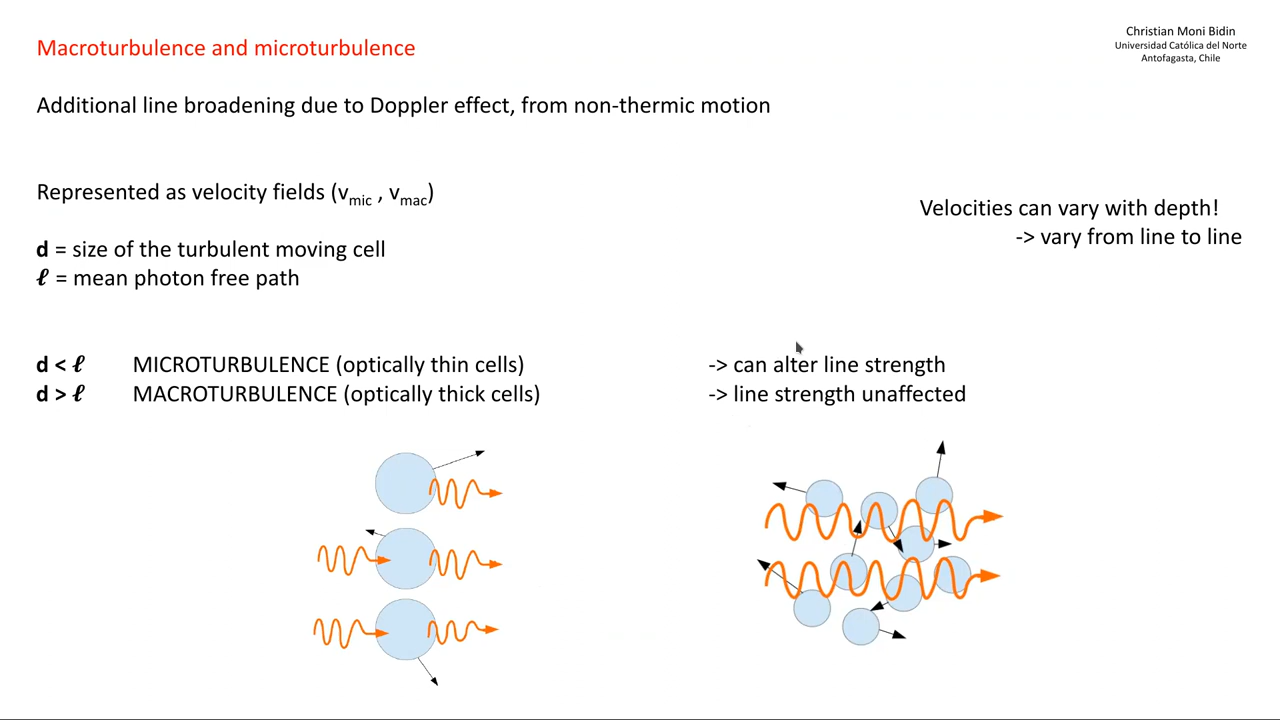 Macroturbulence and microturbulence
Christian Moni Bidin
Universidad Católica del Norte
Antofagasta, Chile
Additional line broadening due to Doppler effect, from non-thermic motion
Represented as velocity fields (vmic , vmac)
Velocities can vary with depth!
-> vary from line to line
d = size of the turbulent moving cell
ℓ = mean photon free path
d < ℓ MICROTURBULENCE (optically thin cells) -> can alter line strength
d > ℓ MACROTURBULENCE (optically thick cells) -> line strength unaffected